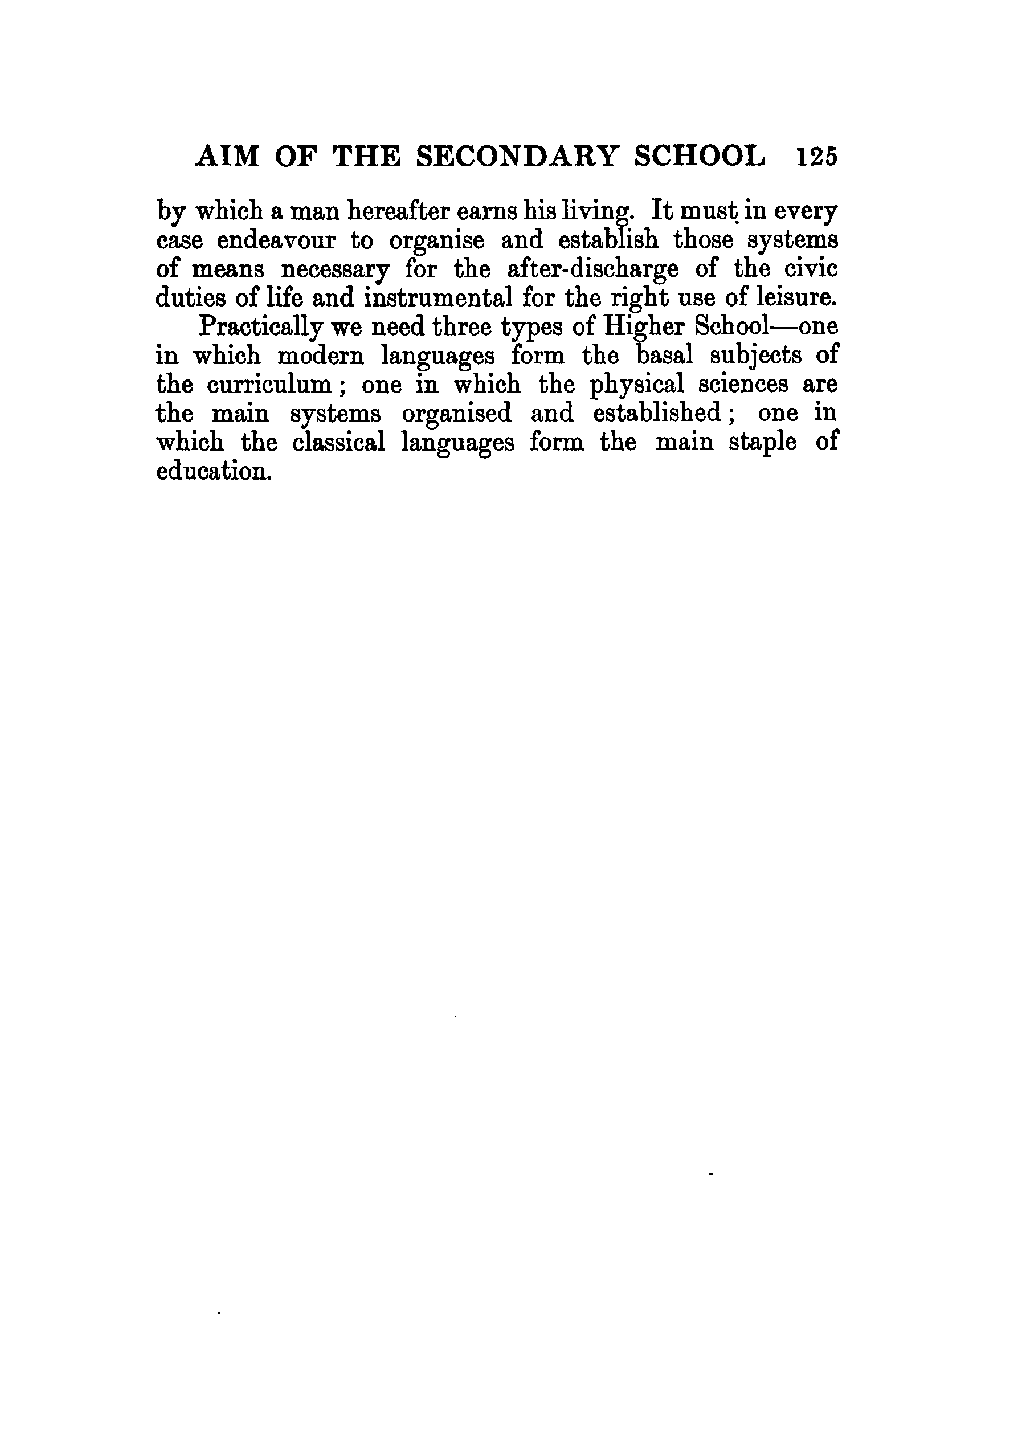 AIM OF THE SECONDARY SCHOOL 125
by which a man hereafter earns his living. It must in every
case endeavour to organise and establish those systems
of means necessary for the after-discharge of the civic
duties of life and instrumental for the right use of leisure.
Practically we need three types of Higher School—one
in which modern languages form the basal subjects of
the curriculum; one in which the physical sciences are
the main systems organised and established; one in
which the classical languages form the main staple of
education.